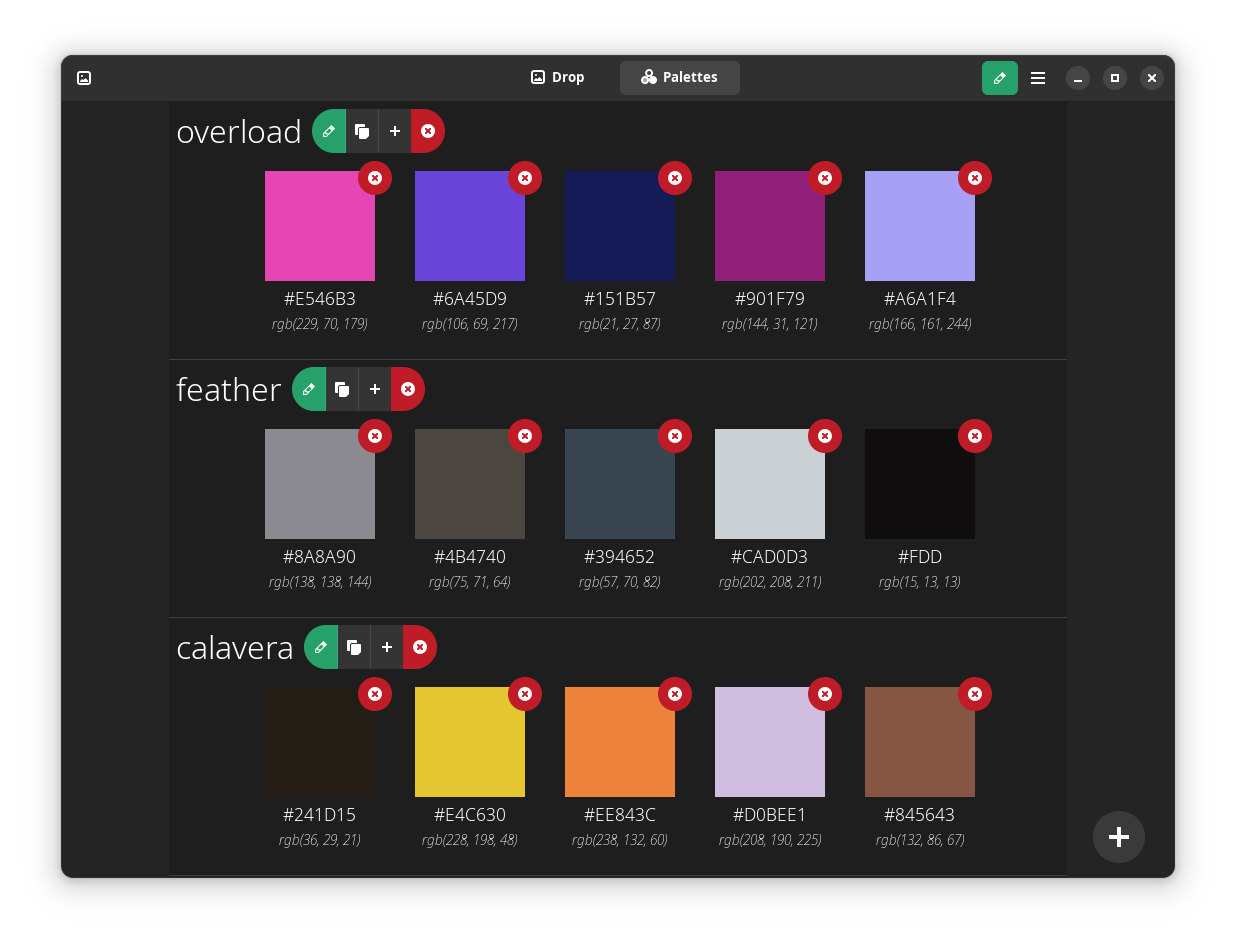 Drop Palettes
overload
#E546B3 #6A45D9 #151B57 #901F79 #A6A1F4
rgb(229, 70, 179) rgb(106, 69, 217) rgb(21, 27, 87) rgb(144, 31, 121) rgb(166, 161, 244)
feather
#8A8A90 #4B4740 #394652 #CAD0D3 #FDD
rgb(138, 138, 144) rgb(75, 71, 64) rgb(57, 70, 82) rgb(202, 208, 211) rgb(15, 13, 13)
calavera
#241D15 #E4C630 #EE843C #D0BEE1 #845643
rgb(36, 29, 21) rgb(228, 198, 48) rgb(238, 132, 60) rgb(208, 190, 225) rgb(132, 86, 67)